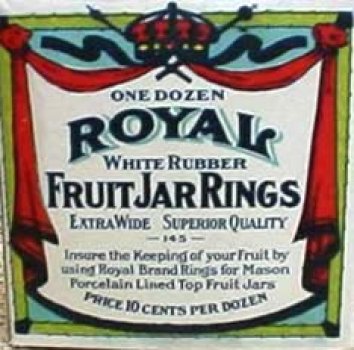 ONE DOZEN
ROYAL
WHITE RUBBER
FRUIT JAR RINGS
EXTRA WIDE SUPERIOR QUALITY
-145-
Insure the Keeping of your Fruit by
using Royal Brand Rings for Mason
Porcelain Lined Top Fruit Jars
PRICE 10 CENTS PER DOZEN